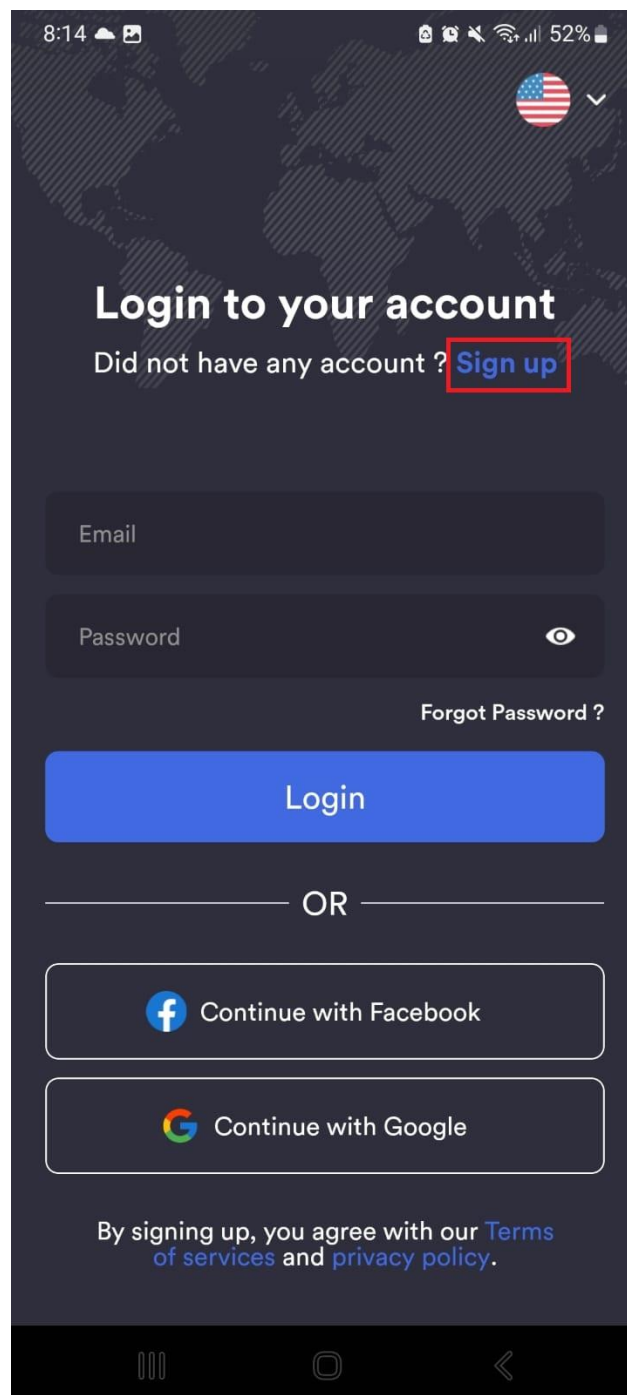 8:14 52%
Login to your account
Did not have any account ? Sign up
Email
Password
Forgot Password ?
Login
OR
Continue with Facebook
Continue with Google
By signing up, you agree with our Terms
of services and privacy policy.